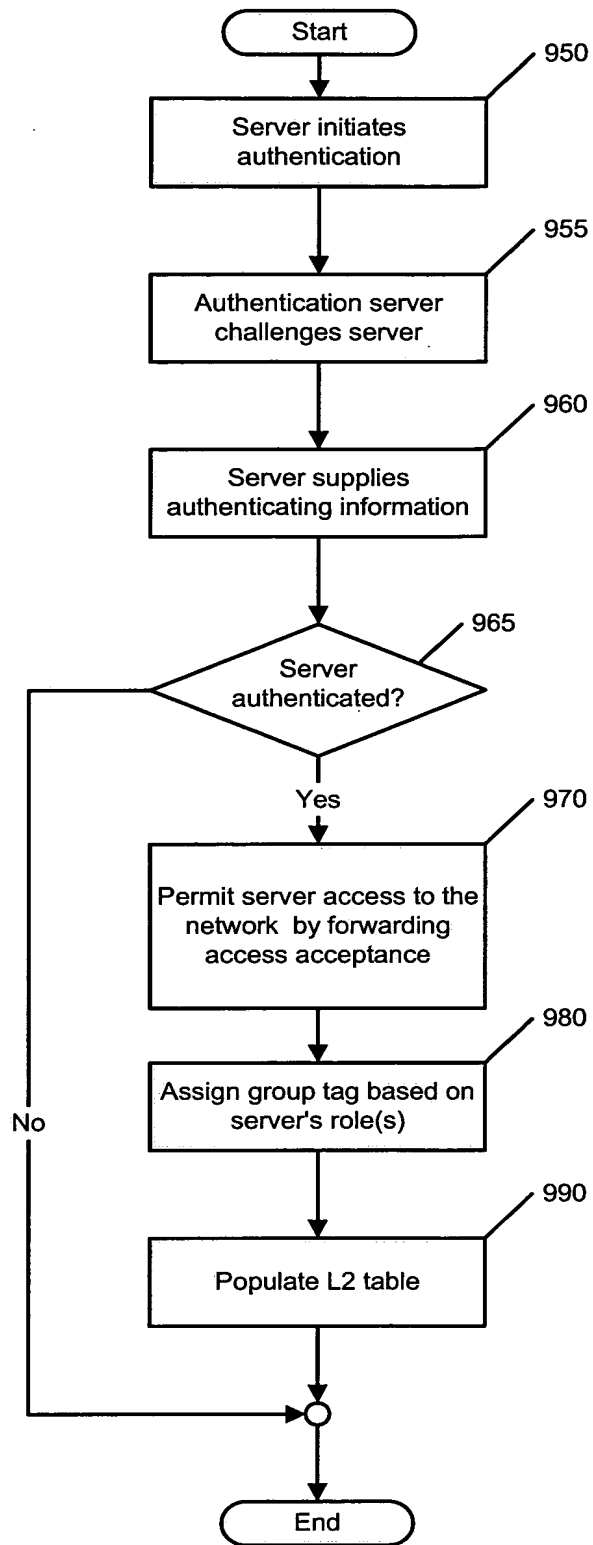 Start
950
Server initiates
authentication
955
Authentication server
challenges server
960
Server supplies
authenticating information
965
Server
authenticated?
Yes
970
Permit server access to the
network by forwarding
access acceptance
980
Assign group tag based on
server's role(s)
No
990
Populate L2 table
End